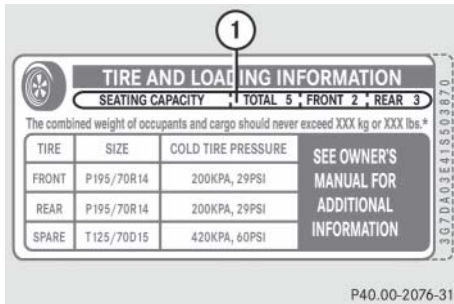 1
TIRE AND LOADING INFORMATION
SEATING CAPACITY TOTAL 5 FRONT 2 REAR 3
The combined weight of occupants and cargo should never exceed XXX kg or XXX lbs.*
TIRE SIZE COLD TIRE PRESSURE
FRONT P195/70R14 200KPA, 29PSI
REAR P195/70R14 200KPA, 29PSI
SPARE T125/70D15 420KPA, 60PSI
SEE OWNER'S
MANUAL FOR
ADDITIONAL
INFORMATION
3G7DA03E41S503870
P40.00-2076-31